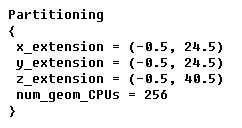 Partitioning
{
x_extension = (-0.5, 24.5)
y_extension = (-0.5, 24.5)
z_extension = (-0.5, 40.5)
num_geom_CPUs = 256
}